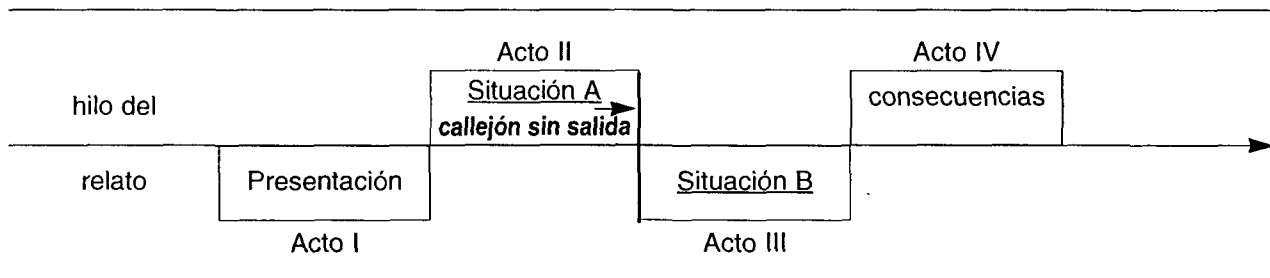 Acto II
Acto IV
Situación A
consecuencias
hilo del
callejón sin salida
relato
Presentación
Situación B
Acto I
Acto III